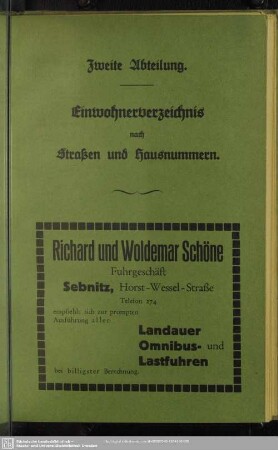 Zweite Abteilung.
Einwohnerverzeichnis
nach
Straßen und Hausnummern.
Richard und Woldemar Schöne
Fuhrgeschäft
Sebnitz, Horst-Wessel-Straße
Telefon 274
empfiehlt sich zur prompten
Ausführung aller
Landauer
Omnibus- und
Lastfuhren
bei billigster Berechnung.